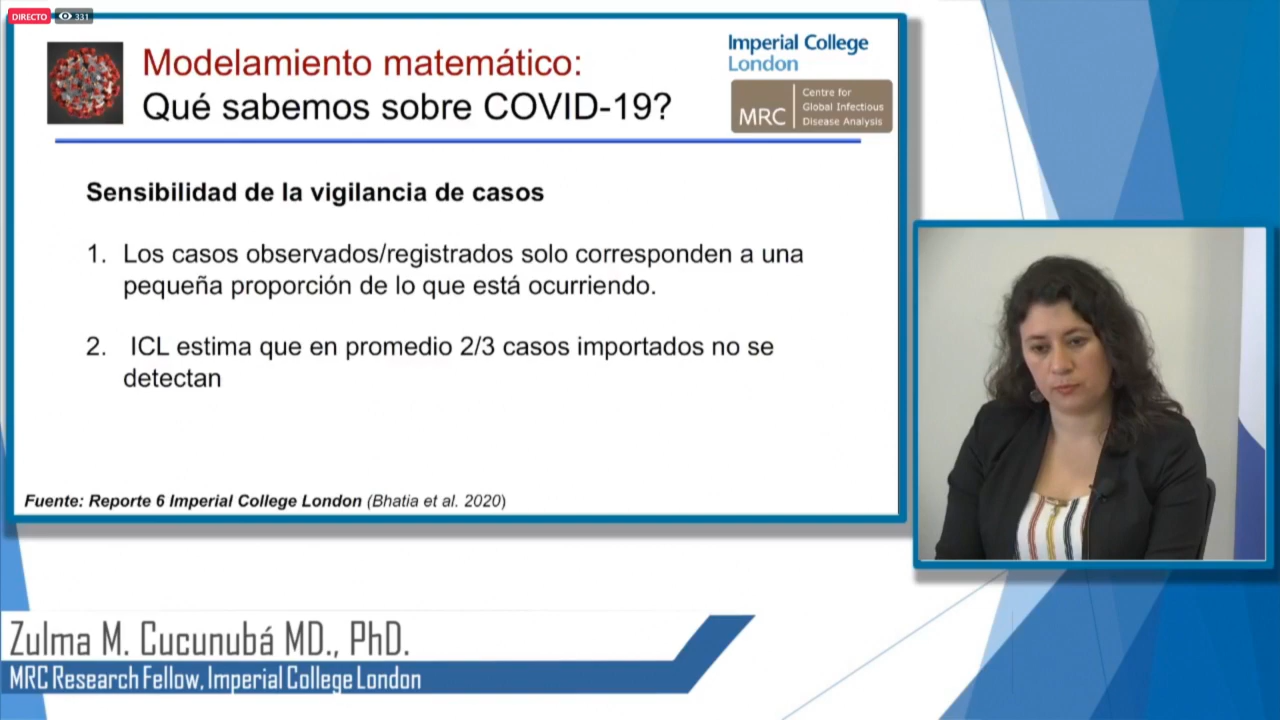 DIRECTO 331
Modelamiento matemático:
Qué sabemos sobre COVID-19?
Imperial College
London
MRC
Centre for
Global Infectious
Disease Analysis
Sensibilidad de la vigilancia de casos
1. Los casos observados/registrados solo corresponden a una
pequeña proporción de lo que está ocurriendo.
2. ICL estima que en promedio 2/3 casos importados no se
detectan
Fuente: Reporte 6 Imperial College London (Bhatia et al. 2020)
Zulma M. Cucunubá MD., PhD.
MRC Research Fellow, Imperial College London